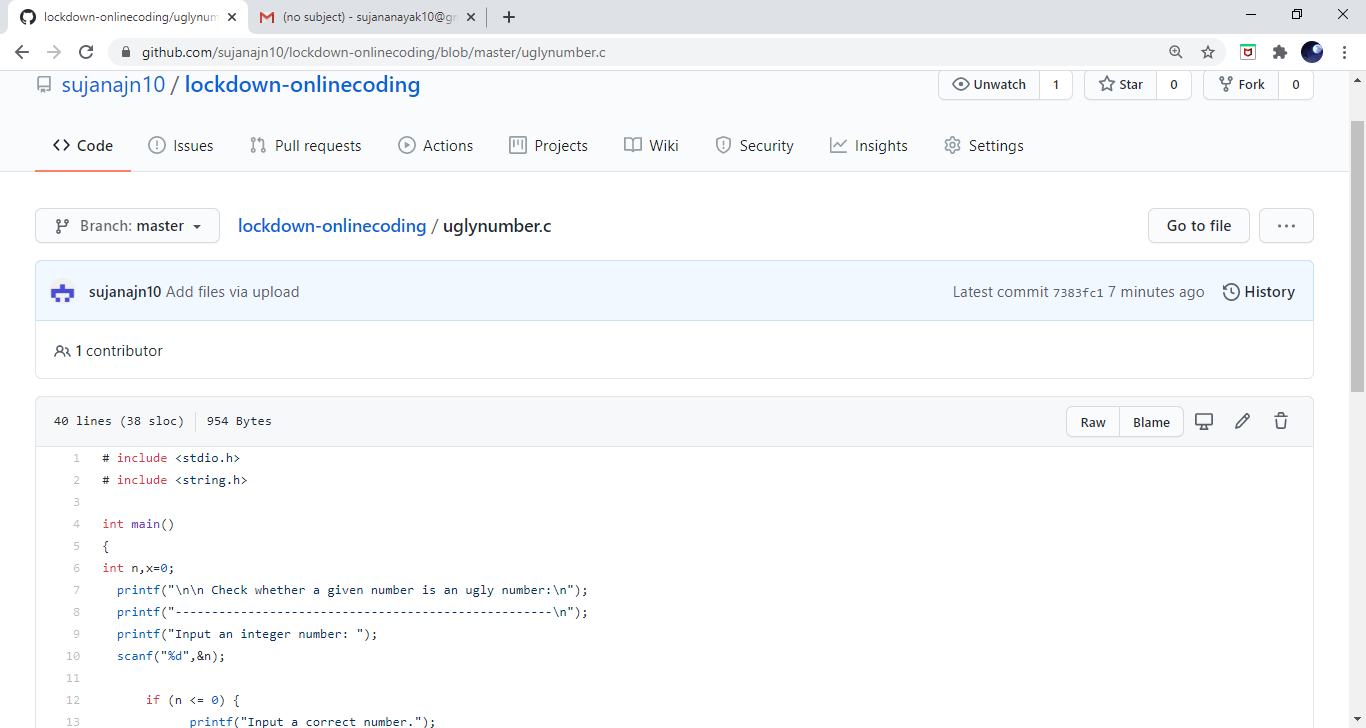 lockdown-onlinecoding/uglynum
(no subject) - sujananayak10@g
github.com/sujanajn10/lockdown-onlinecoding/blob/master/uglynumber.c
sujanajn10 / lockdown-onlinecoding
Unwatch 1 Star 0 Fork 0
<> Code Issues Pull requests Actions Projects Wiki Security Insights Settings
Branch: master lockdown-onlinecoding / uglynumber.c Go to file ...
sujanajn10 Add files via upload Latest commit 7383fc1 7 minutes ago History
1 contributor
40 lines (38 sloc) 954 Bytes Raw Blame
1 # include <stdio.h>
2 # include <string.h>
3
4 int main()
5 {
6 int n,x=0;
7 printf("\n\n Check whether a given number is an ugly number:\n");
8 printf("----------------------------------------------------\n");
9 printf("Input an integer number: ");
10 scanf("%d",&n);
11
12 if (n <= 0) {
13 printf("Input a correct number.");